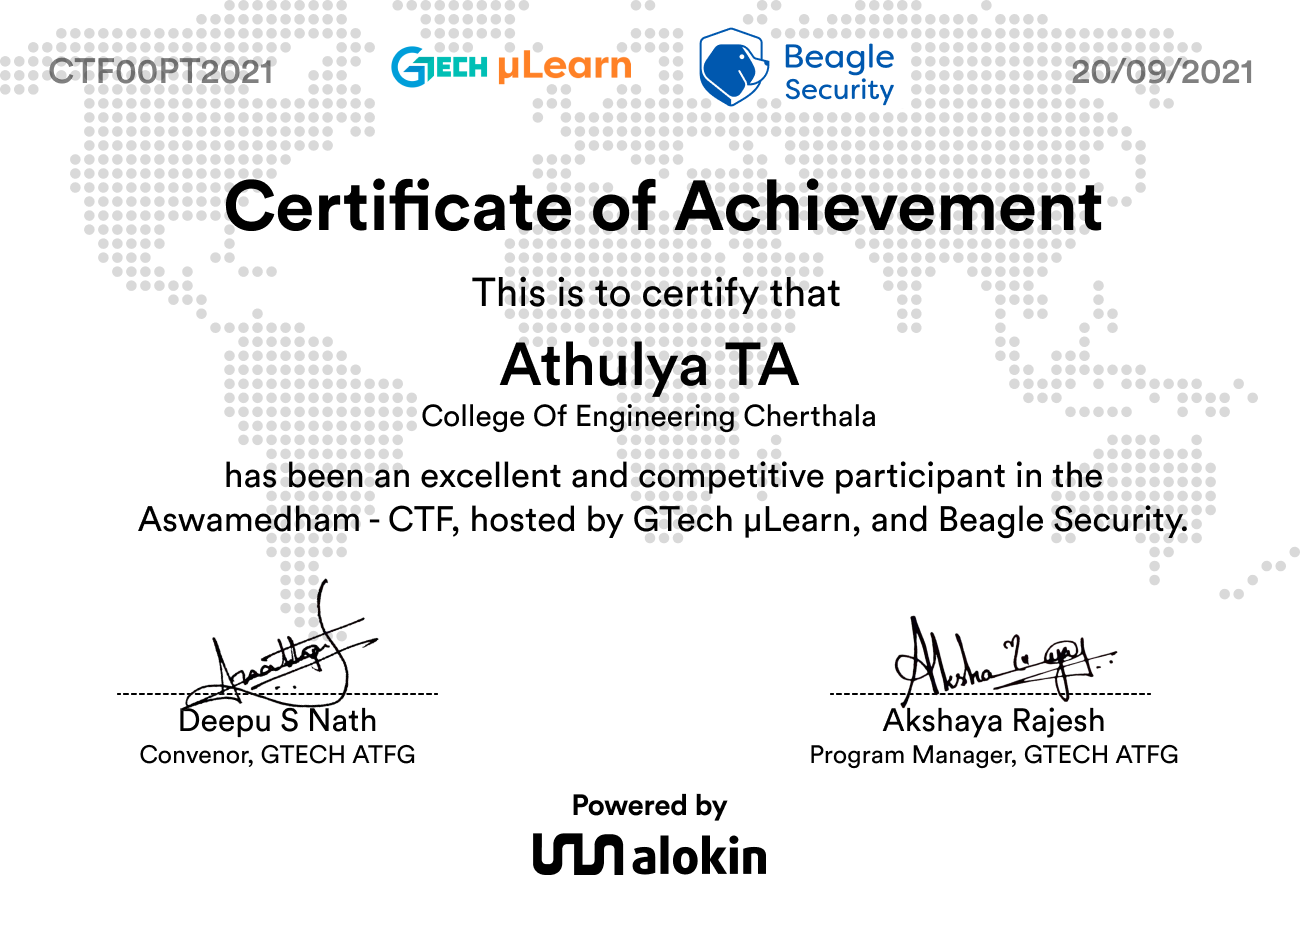 CTF00PT2021
GTECH µLearn
Beagle
Security
20/09/2021
Certificate of Achievement
This is to certify that
Athulya TA
College Of Engineering Cherthala
has been an excellent and competitive participant in the
Aswamedham - CTF, hosted by GTech µLearn, and Beagle Security.
Deepu S Nath
Convenor, GTECH ATFG
Akshaya Rajesh
Program Manager, GTECH ATFG
Powered by
alokin